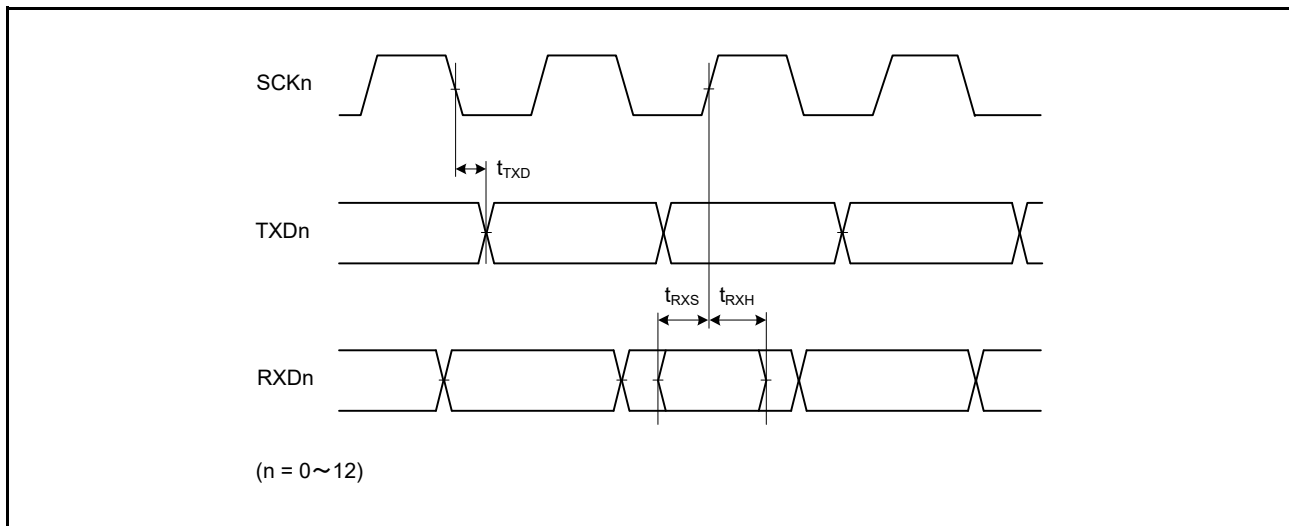 SCKn
tTXD
TXDn
tRXS tRXH
RXDn
(n = 0～12)